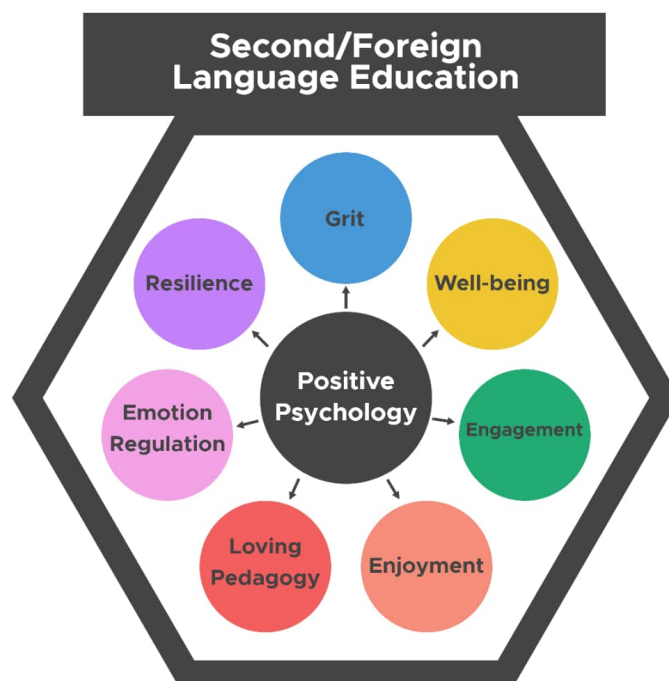 Second/Foreign
Language Education
Grit
Resilience
Well-being
Positive
Psychology
Emotion
Regulation
Engagement
Loving
Pedagogy
Enjoyment